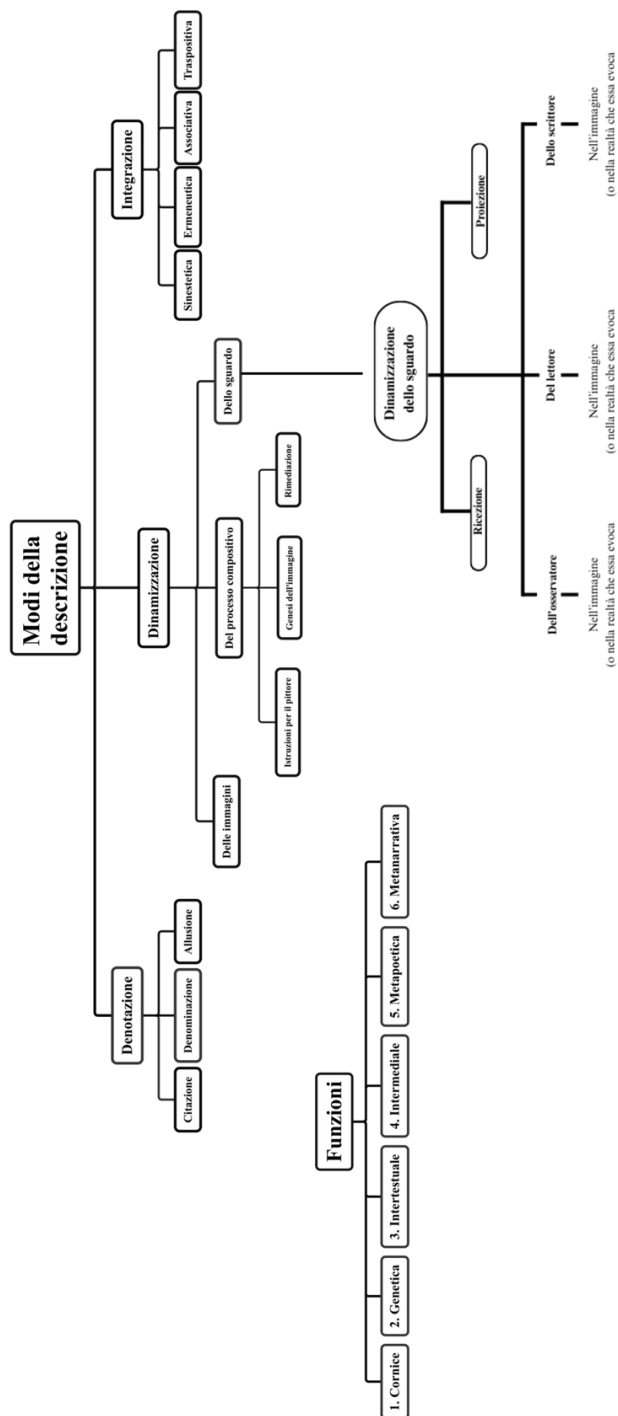 Modi della
descrizione
Denotazione
Dinamizzazione
Integrazione
Citazione
Denominazione
Allusione
Delle immagini
Del processo compositivo
Dello sguardo
Sinestetica
Ermeneutica
Associativa
Traspositiva
Istruzioni per il pittore
Genesi dell'immagine
Rimediazione
Funzioni
1. Cornice
2. Genetica
3. Intertestuale
4. Intermediale
5. Metapoetica
6. Metanarrativa
Dinamizzazione
dello sguardo
Ricezione
Proiezione
Dell'osservatore
Nell'immagine
(o nella realtà che essa evoca
Del lettore
Nell'immagine
(o nella realtà che essa evoca
Dello scrittore
Nell'immagine
(o nella realtà che essa evoca